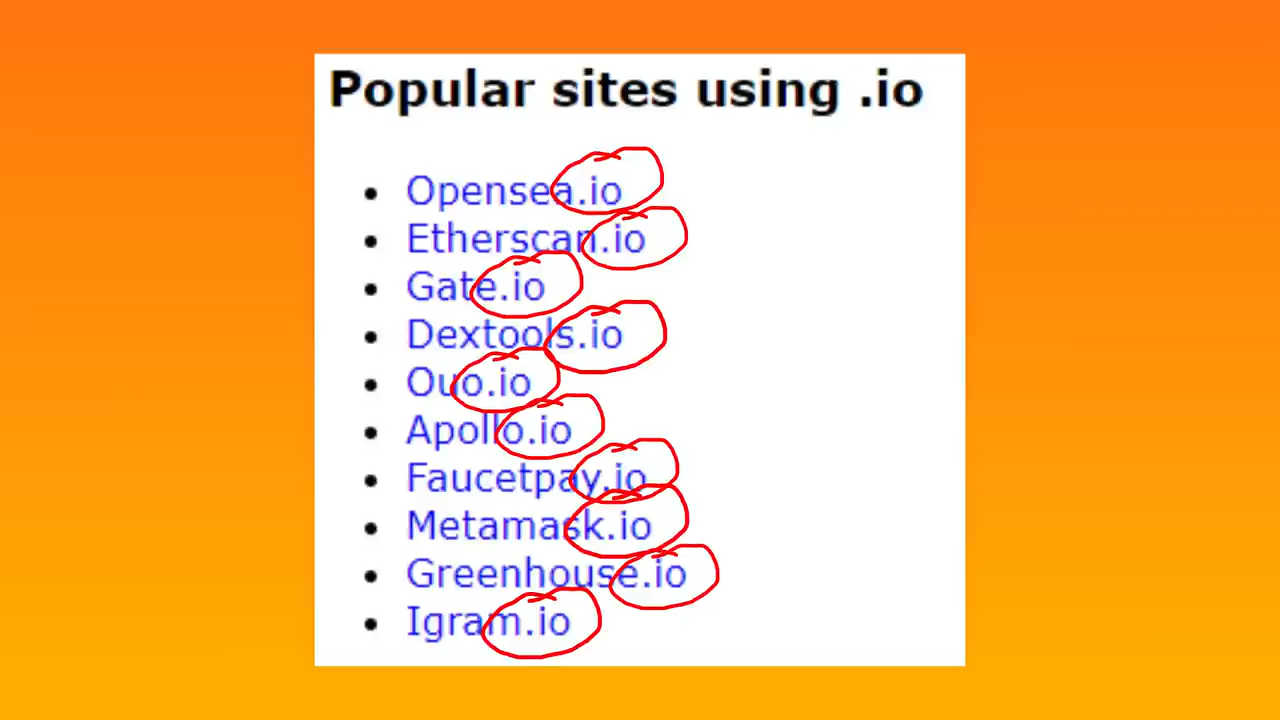 Popular sites using .io
Opensea.io
Etherscan.io
Gate.io
Dextools.io
Ouo.io
Apollo.io
Faucetpay.io
Metamask.io
Greenhouse.io
Igram.io